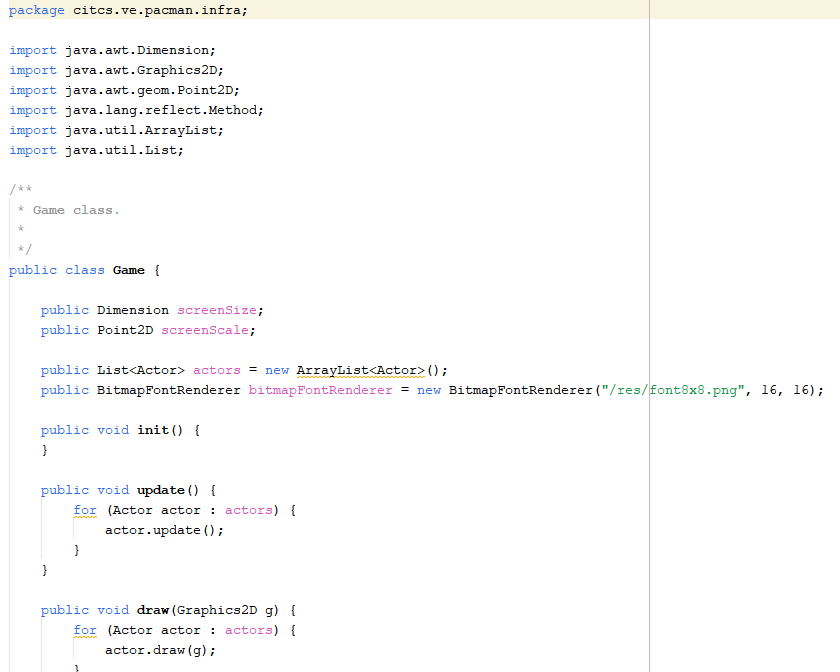 package citcs.ve.pacman.infra;
import java.awt.Dimension;
import java.awt.Graphics2D;
import java.awt.geom.Point2D;
import java.lang.reflect.Method;
import java.util.ArrayList;
import java.util.List;
/**
 * Game class.
 *
 */
public class Game {
    public Dimension screenSize;
    public Point2D screenScale;
    public List<Actor> actors = new ArrayList<Actor>();
    public BitmapFontRenderer bitmapFontRenderer = new BitmapFontRenderer("/res/font8x8.png", 16, 16);
    public void init() {
    }
    public void update() {
        for (Actor actor : actors) {
            actor.update();
        }
    }
    public void draw(Graphics2D g) {
        for (Actor actor : actors) {
            actor.draw(g);
        }